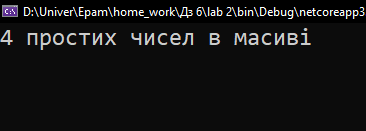 D:\Univer\Epam\home_work\Дз 6\lab 2\bin\Debug\netcoreapp3
4 простих чисел в масиві